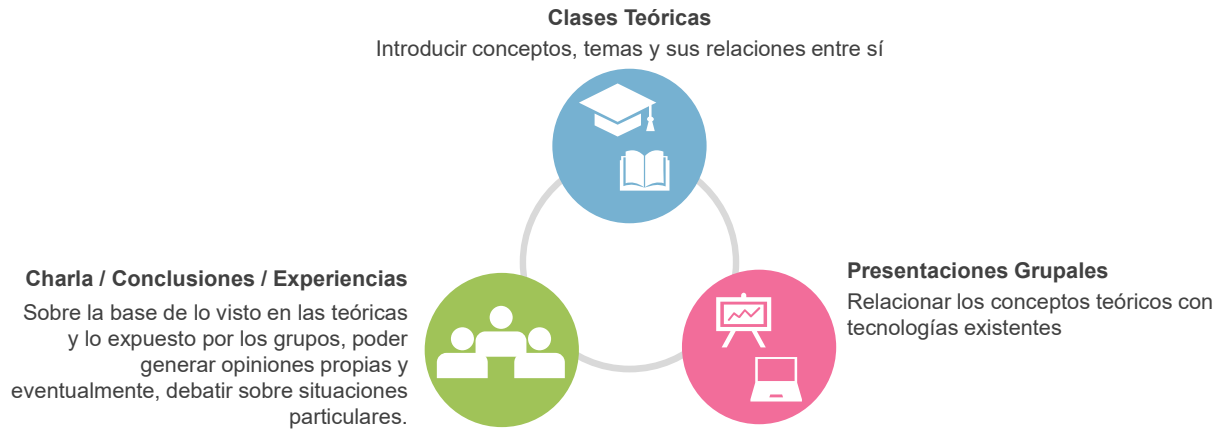 Clases Teóricas
Introducir conceptos, temas y sus relaciones entre sí
Charla / Conclusiones / Experiencias
Sobre la base de lo visto en las teóricas
y lo expuesto por los grupos, poder
generar opiniones propias y
eventualmente, debatir sobre situaciones
particulares.
Presentaciones Grupales
Relacionar los conceptos teóricos con
tecnologías existentes